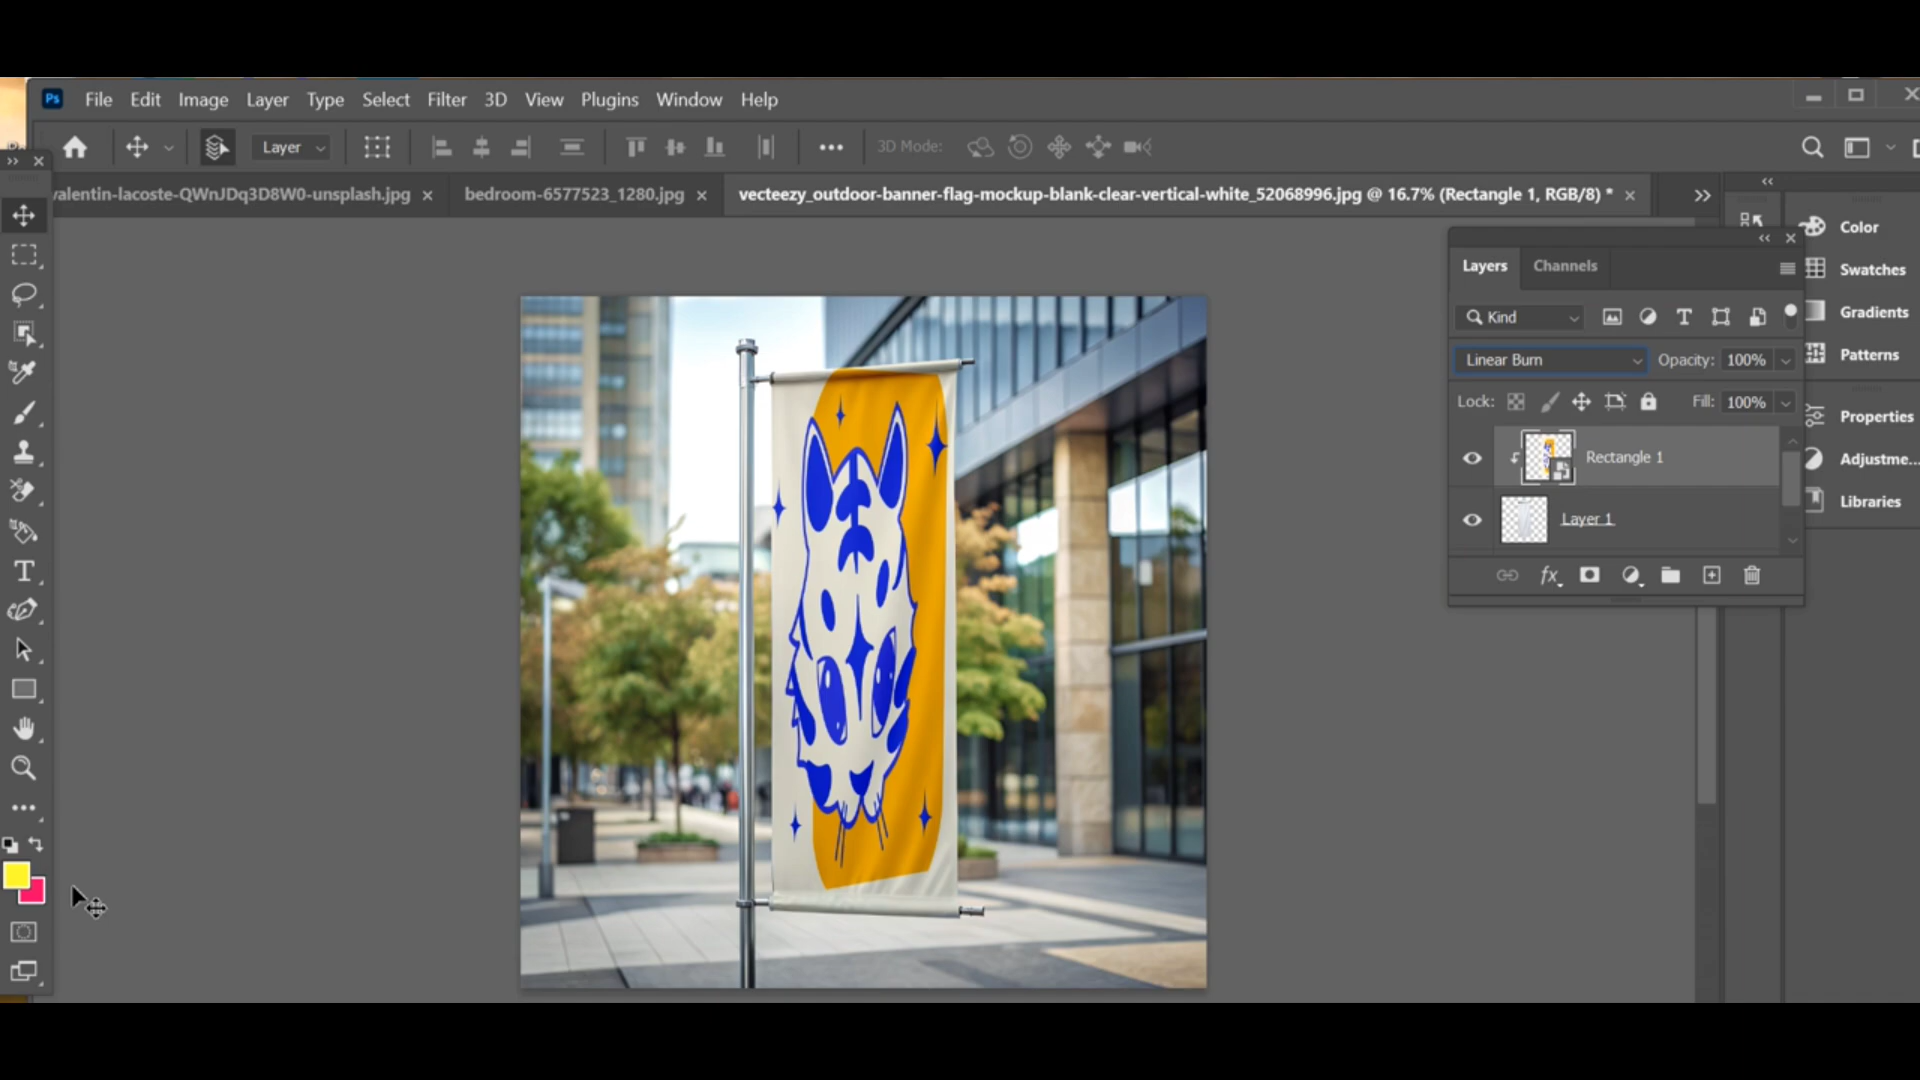 Ps File Edit Image Layer Type Select Filter 3D View Plugins Window Help
Layer 3D Mode:
valentin-lacoste-QWnJDq3D8W0-unsplash.jpg × bedroom-6577523_1280.jpg × vecteezy_outdoor-banner-flag-mockup-blank-clear-vertical-white_52068996.jpg @ 16.7% (Rectangle 1, RGB/8) * ×
Color
Swatches
Gradients
Patterns
Properties
Adjustme...
Libraries
Layers Channels
Kind
Linear Burn Opacity: 100%
Lock: Fill: 100%
Rectangle 1
Layer 1
fx